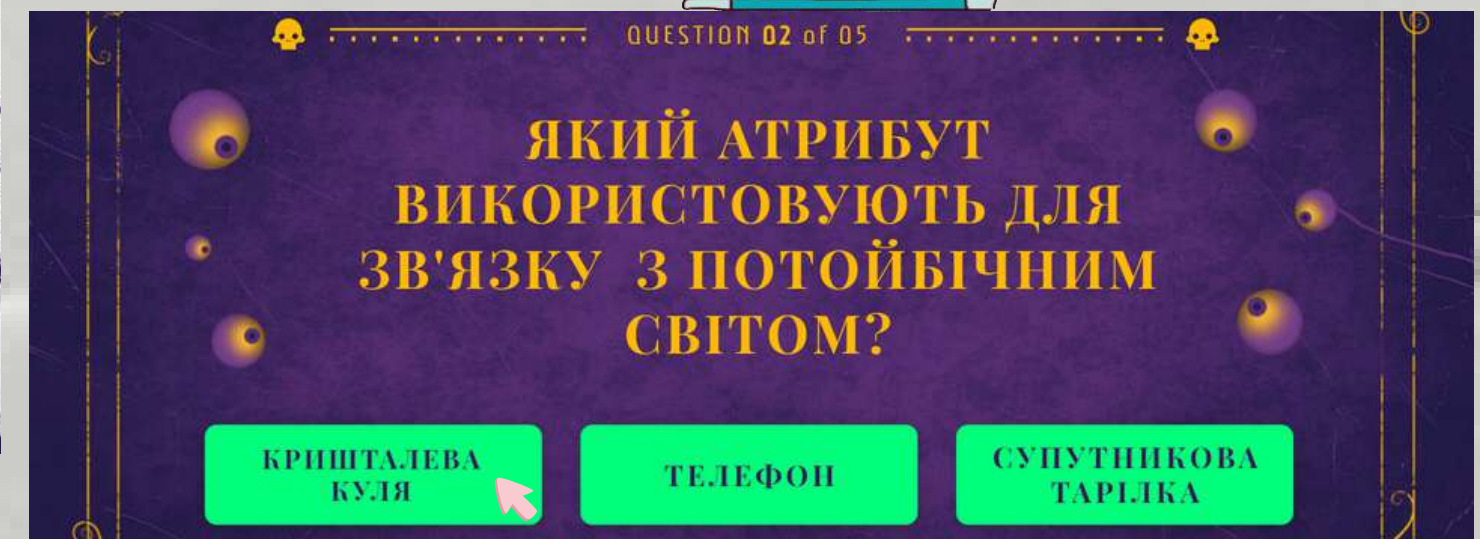 QUESTION 02 of 05
ЯКИЙ АТРИБУТ
ВИКОРИСТОВУЮТЬ ДЛЯ
ЗВ'ЯЗКУ З ПОТОЙБІЧНИМ
СВІТОМ?
КРИШТАЛЕВА
КУЛЯ
ТЕЛЕФОН
СУПУТНИКОВА
ТАРІЛКА